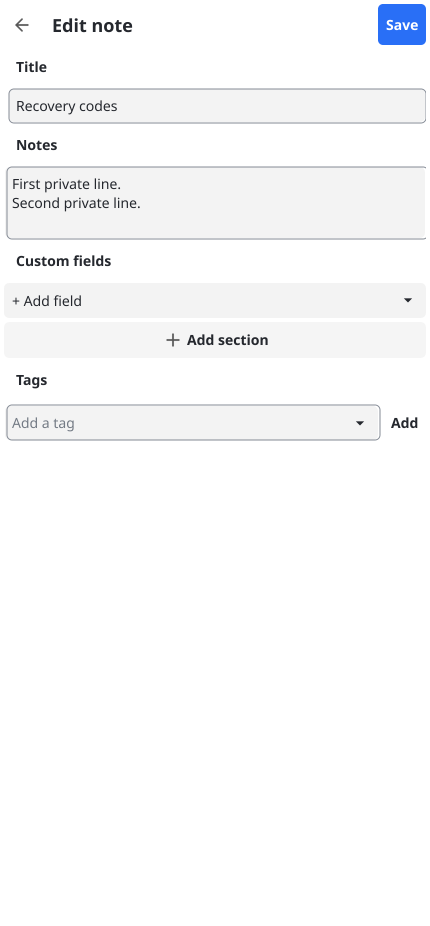 Edit note
Save
Title
Recovery codes
Notes
First private line.
Second private line.
Custom fields
+ Add field
Add section
Tags
Add a tag
Add